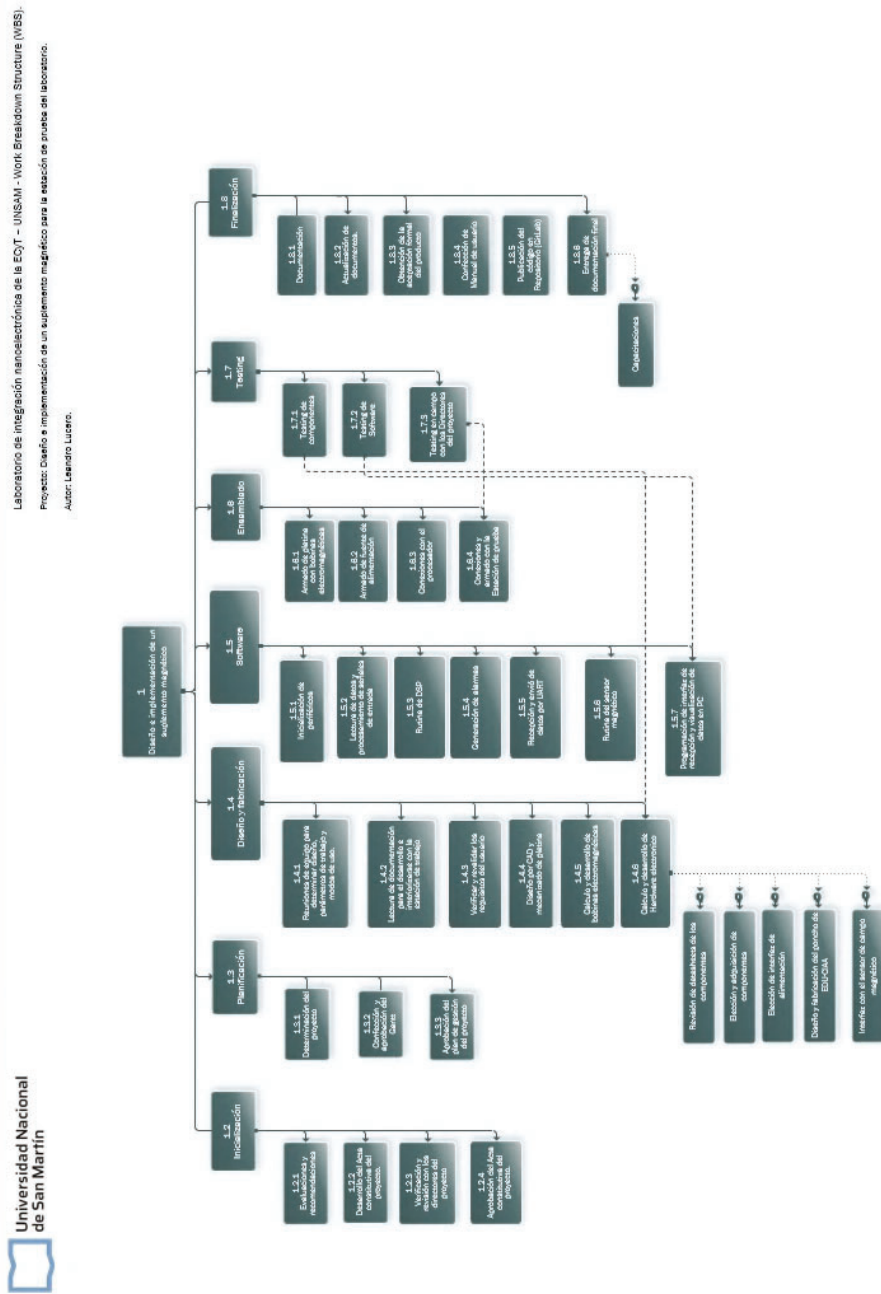 Universidad Nacional
de San Martín
Laboratorio de integración nanoelectrónica de la ECyT – UNSAM - Work Breakdown Structure (WBS).
Proyecto: Diseño e implementación de un suplemento magnético para la estación de prueba del laboratorio.
Autor: Leandro Lucero.
1
Diseño e implementación de un
suplemento magnético
1.2
Inicialización
1.2.1
Evaluaciones y
recomendaciones
1.2.2
Desarrollo del Acta
constitutiva del
proyecto.
1.2.3
Verificación y
revisión con los
directores del
proyecto
1.2.4
Aprobación del Acta
constitutiva del
proyecto.
1.3
Planificación
1.3.1
Determinación del
proyecto
1.3.2
Confección y
aprobación del
Gantt
1.3.3
Aprobación del
plan de gestión
del proyecto
1.4
Diseño y fabricación
1.4.1
Reuniones de equipo para
determinar diseño,
parámetros de trabajo y
modos de uso.
1.4.2
Lectura de documentación
para el desarrollo e
interiorizarse con la
estación de trabajo
1.4.3
Verificar y revalidar los
requisitos del usuario
1.4.4
Diseño por CAD y
mecanizado de platina
1.4.5
Calculo y desarrollo de
bobinas electromagnéticas
1.4.6
Calculo y desarrollo de
Hardware electronico
Revisión de datasheets de los
componentes
Elección y adquisición de
componentes
Elección de interfaz de
alimentación
Diseño y fabricación del poncho de
EDU-CIAA
Interfaz con el sensor de campo
magnético
1.5
Software
1.5.1
Inicialización de
periféricos
1.5.2
Lectura de datos y
procesamiento de señales
de entrada
1.5.3
Rutina de DSP
1.5.4
Generación de alarmas
1.5.5
Recepción y envió de
datos por UART
1.5.6
Rutina del sensor
magnético
1.5.7
Programación de interfaz de
recepción y visualización de
datos en PC
1.6
Ensamblado
1.6.1
Armado de platina
con bobinas
electromagnéticas
1.6.2
Armado de fuente de
alimentación
1.6.3
Conexiones con el
procesador
1.6.4
Conexiones y
armado con la
Estación de prueba
1.7
Testing
1.7.1
Testing de
componentes
1.7.2
Testing de
Software
1.7.3
Testing en campo
con los Directores
del proyecto
1.8
Finalización
1.8.1
Documentación
1.8.2
Actualización de
documentos.
1.8.3
Obtención de la
aceptación formal
del producto
1.8.4
Confección de
Manual de usuario
1.8.5
Publicación del
código en
Repositorio (GitLab)
1.8.6
Entrega de
documentación final
Capacitaciones